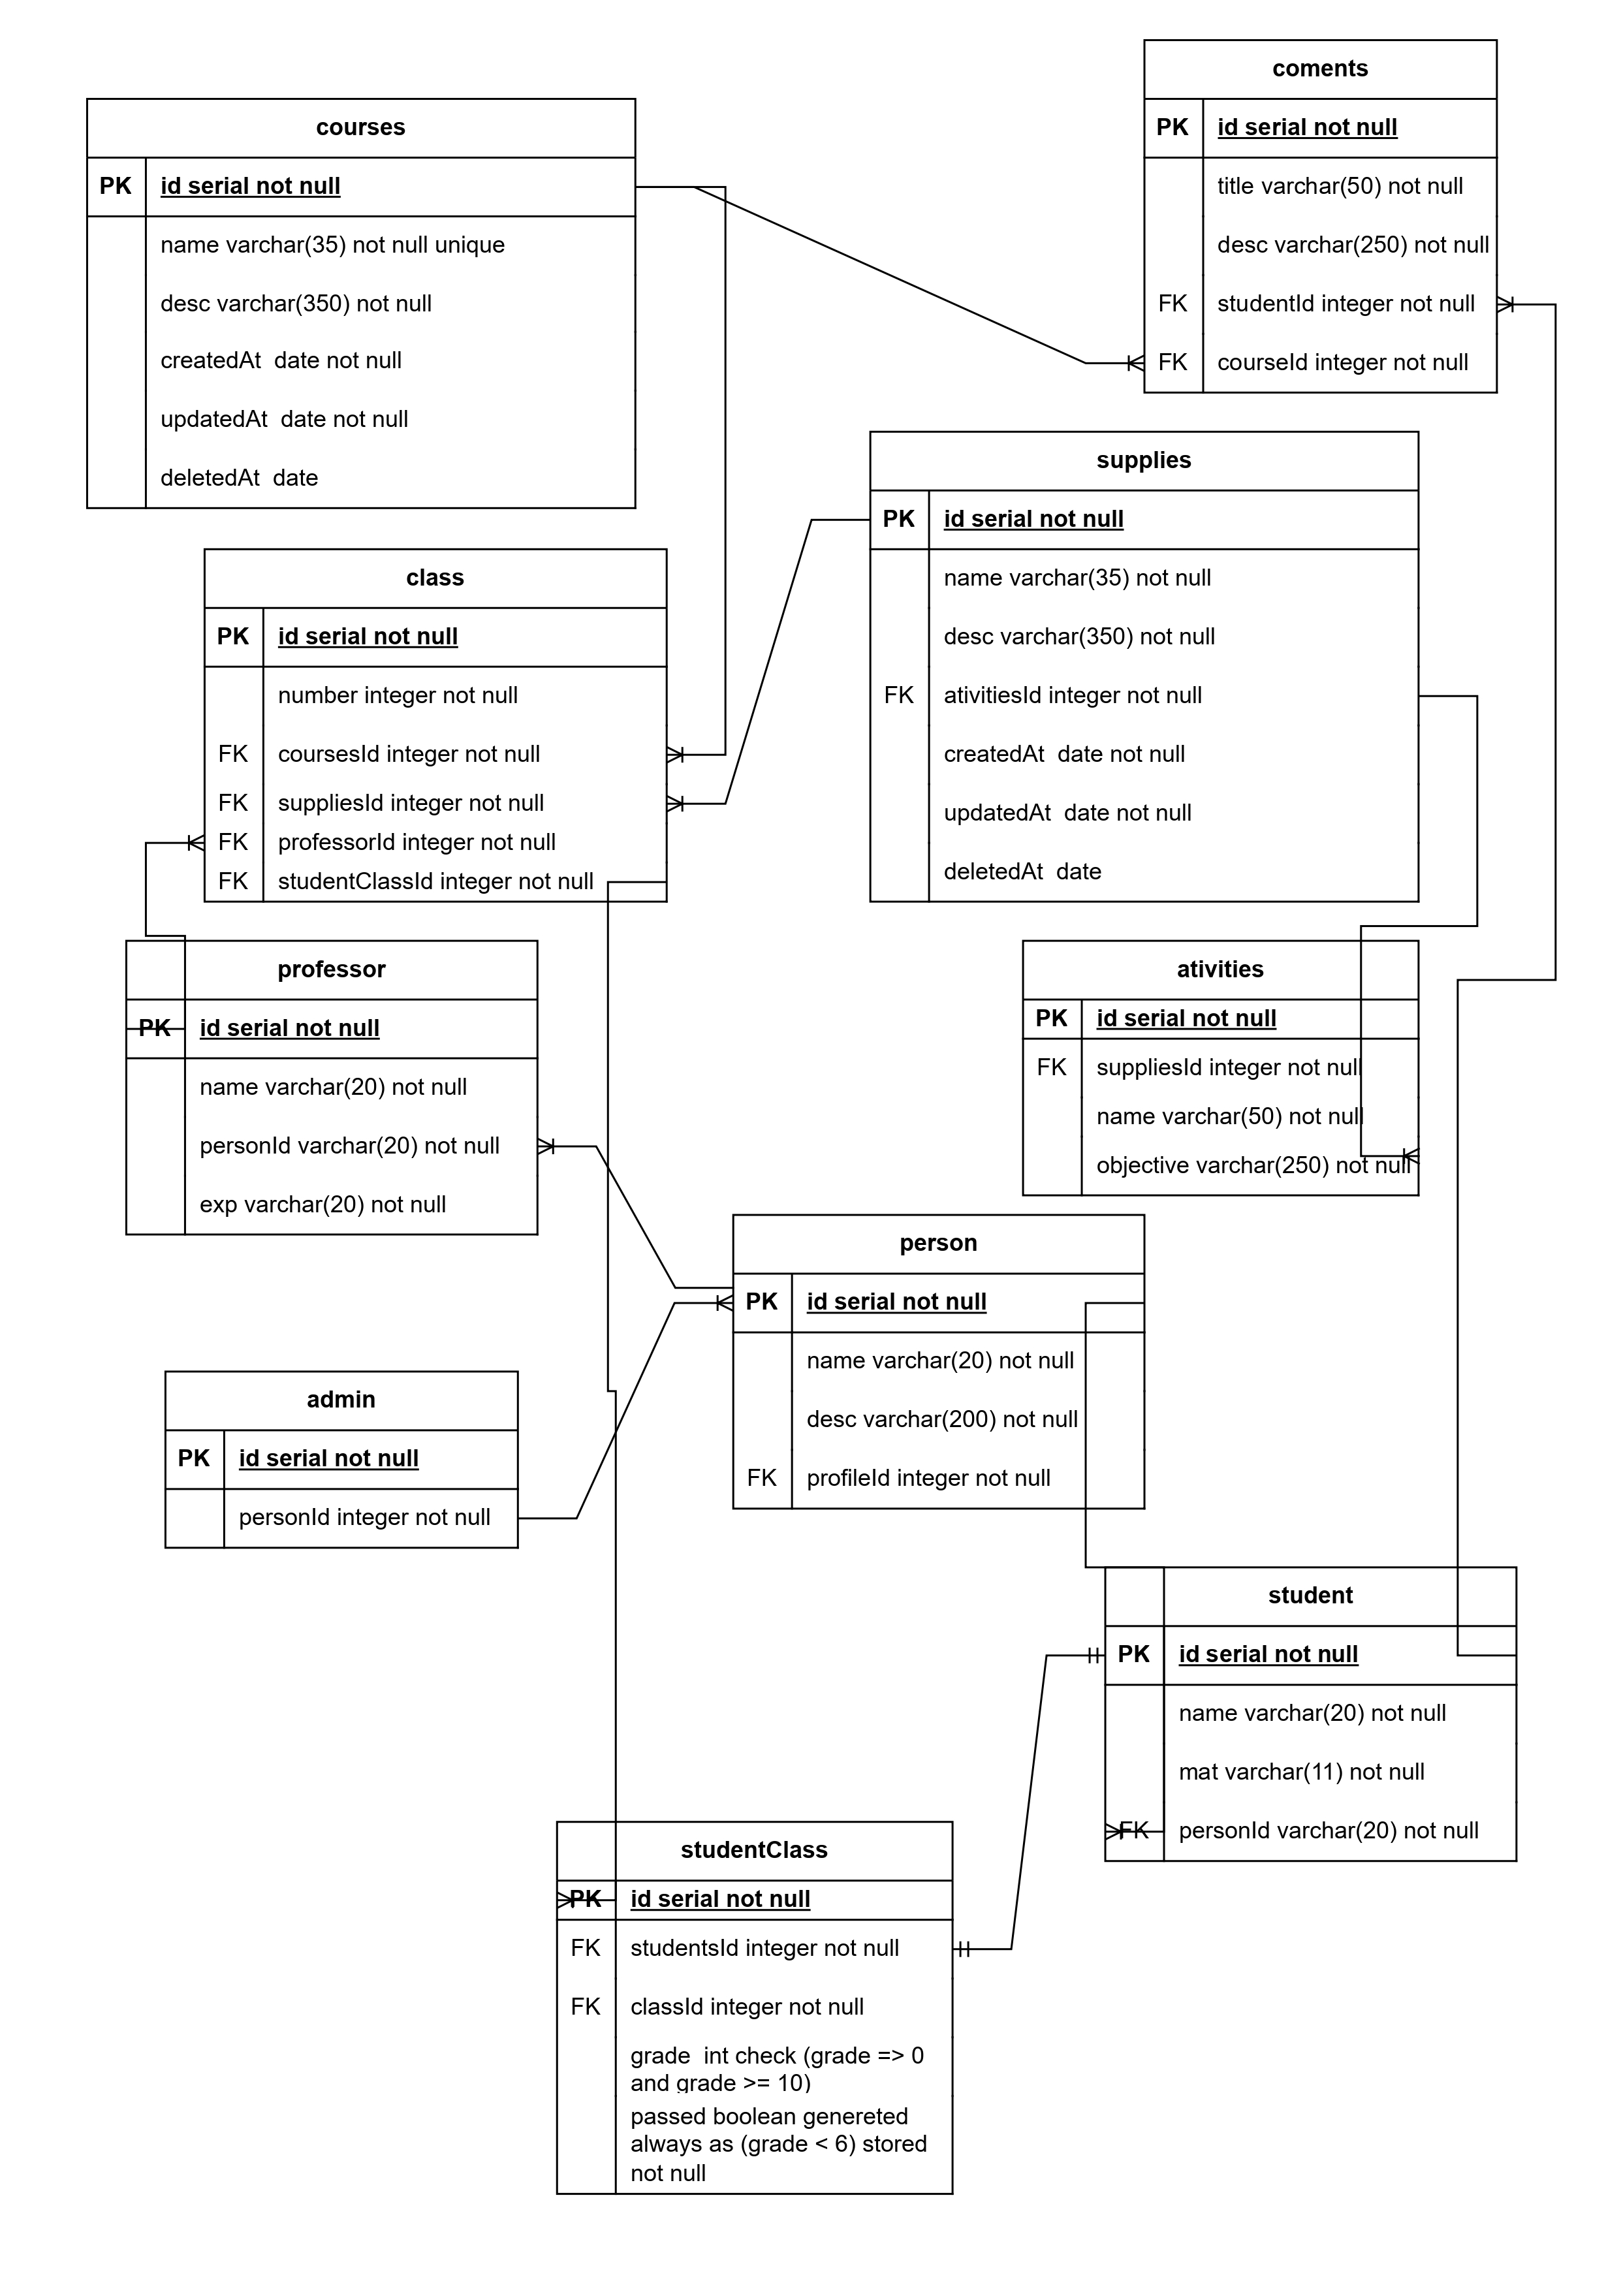 courses
PK id serial not null
name varchar(35) not null unique
desc varchar(350) not null
createdAt  date not null
updatedAt  date not null
deletedAt  date
coments
PK id serial not null
title varchar(50) not null
desc varchar(250) not null
FK studentId integer not null
FK courseId integer not null
supplies
PK id serial not null
name varchar(35) not null
desc varchar(350) not null
FK ativitiesId integer not null
createdAt  date not null
updatedAt  date not null
deletedAt  date
class
PK id serial not null
number integer not null
FK coursesId integer not null
FK suppliesId integer not null
FK professorId integer not null
FK studentClassId integer not null
professor
PK id serial not null
name varchar(20) not null
personId varchar(20) not null
exp varchar(20) not null
ativities
PK id serial not null
FK suppliesId integer not null
name varchar(50) not null
objective varchar(250) not null
person
PK id serial not null
name varchar(20) not null
desc varchar(200) not null
FK profileId integer not null
admin
PK id serial not null
personId integer not null
student
PK id serial not null
name varchar(20) not null
mat varchar(11) not null
FK personId varchar(20) not null
studentClass
PK id serial not null
FK studentsId integer not null
FK classId integer not null
grade  int check (grade => 0
and grade >= 10)
passed boolean genereted
always as (grade < 6) stored
not null